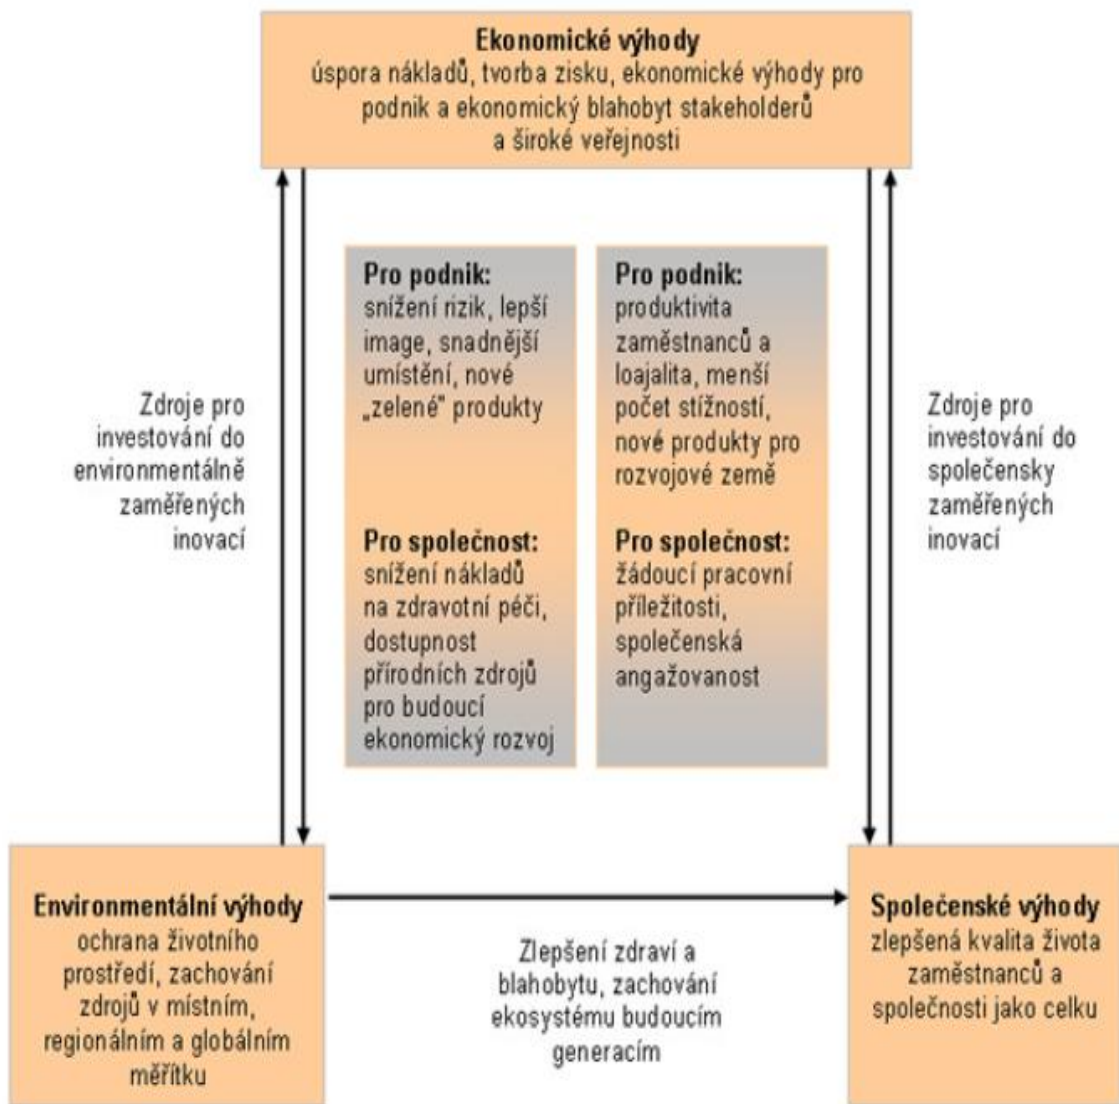 Ekonomické výhody
úspora nákladů, tvorba zisku, ekonomické výhody pro
podnik a ekonomický blahobyt stakeholderů
a široké veřejnosti
Zdroje pro
investování do
environmentálně
zaměřených
inovací
Pro podnik:
snížení rizik, lepší
image, snadnější
umístění, nové
„zelené" produkty
Pro společnost:
snížení nákladů
na zdravotní péči,
dostupnost
přírodních zdrojů
pro budoucí
ekonomický rozvoj
Pro podnik:
produktivita
zaměstnanců a
loajalita, menší
počet stížností,
nové produkty pro
rozvojové země
Pro společnost:
žádoucí pracovní
příležitosti,
společenská
angažovanost
Zdroje pro
investování do
společensky
zaměřených
inovací
Environmentální výhody
ochrana životního
prostředí, zachování
zdrojů v místním,
regionálním a globálním
měřítku
Zlepšení zdraví a
blahobytu, zachování
ekosystému budoucím
generacím
Společenské výhody
zlepšená kvalita života
zaměstnanců a
společnosti jako celku